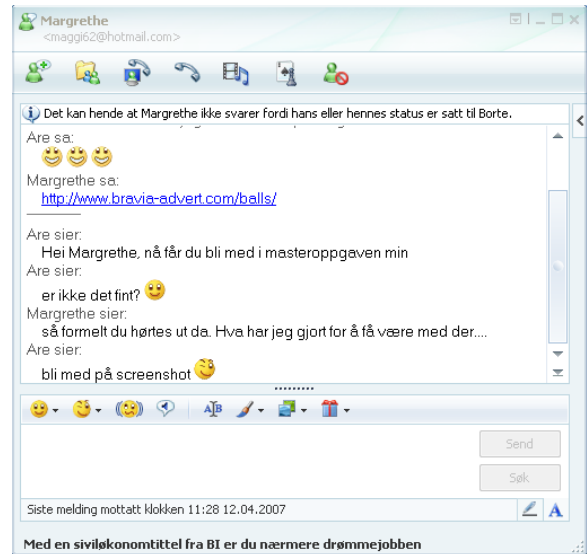 Margrethe
<maggi62@hotmail.com>
Det kan hende at Margrethe ikke svarer fordi hans eller hennes status er satt til Borte.
Are sa:
Margrethe sa:
http://www.bravia-advert.com/balls/
Are sier:
Hei Margrethe, nå får du bli med i masteroppgaven min
Are sier:
er ikke det fint?
Margrethe sier:
så formelt du hørtes ut da. Hva har jeg gjort for å få være med der....
Are sier:
bli med på screenshot
Send
Søk
Siste melding mottatt klokken 11:28 12.04.2007
A
Med en siviløkonomtittel fra BI er du nærmere drømmejobben